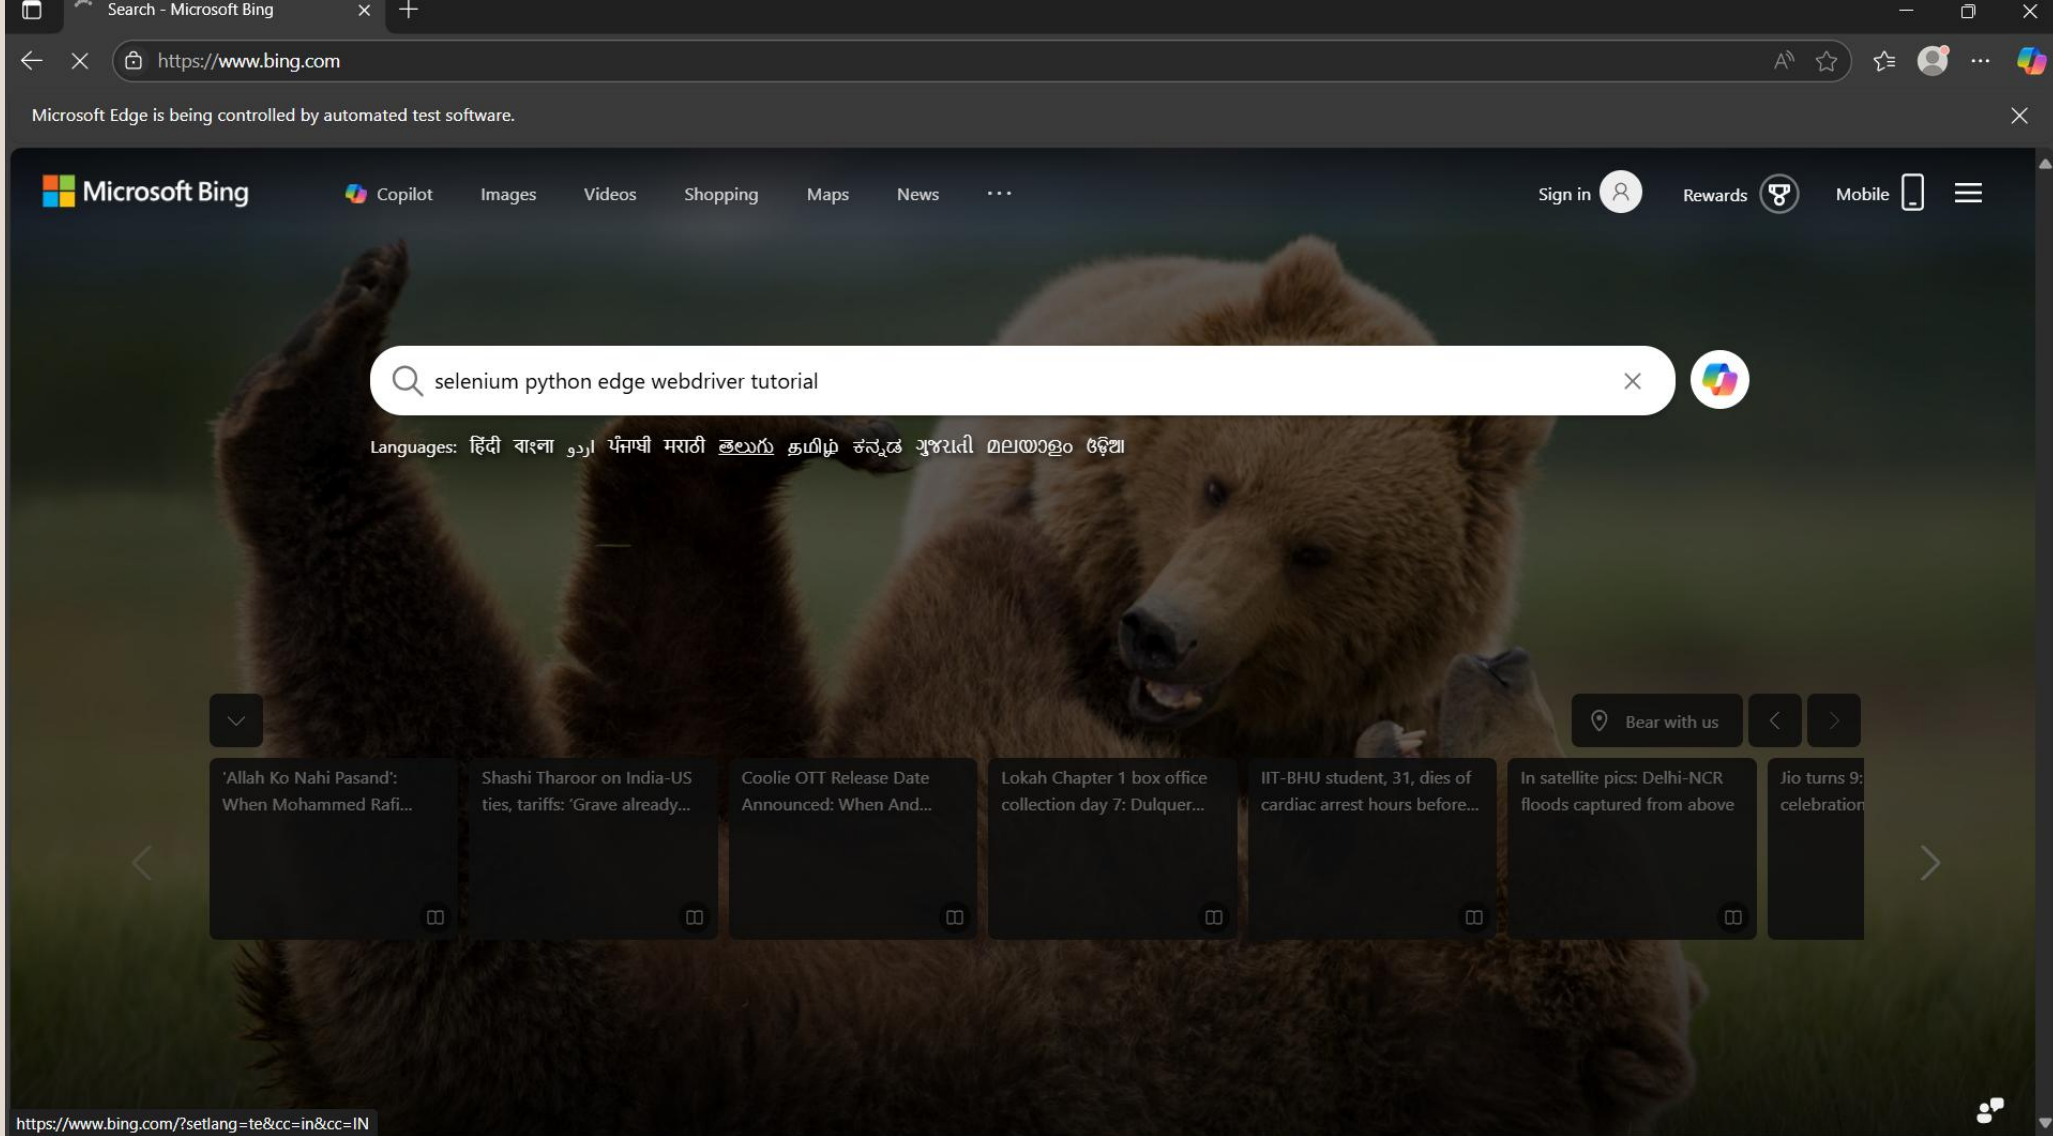 Search - Microsoft Bing
https://www.bing.com
Microsoft Edge is being controlled by automated test software.
Microsoft Bing Copilot Images Videos Shopping Maps News Sign in Rewards Mobile
selenium python edge webdriver tutorial
Languages: हिंदी বাংলা اردو ਪੰਜਾਬੀ मराठी తెలుగు தமிழ் ಕನ್ನಡ ગુજરાતી മലയാളം ଓଡ଼ିଆ
Bear with us
'Allah Ko Nahi Pasand':
When Mohammed Rafi...
Shashi Tharoor on India-US
ties, tariffs: 'Grave already...
Coolie OTT Release Date
Announced: When And...
Lokah Chapter 1 box office
collection day 7: Dulquer...
IIT-BHU student, 31, dies of
cardiac arrest hours before...
In satellite pics: Delhi-NCR
floods captured from above
Jio turns 9:
celebration
https://www.bing.com/?setlang=te&cc=in&cc=IN